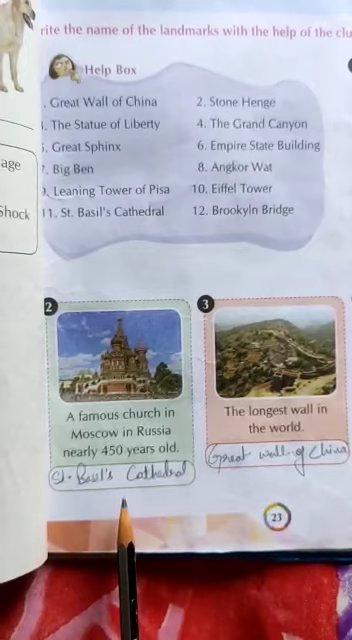 rite the name of the landmarks with the help of the clu
Help Box
. Great Wall of China
2. Stone Henge
. The Statue of Liberty
4. The Grand Canyon
. Great Sphinx
6. Empire State Building
7. Big Ben
8. Angkor Wat
9. Leaning Tower of Pisa
10. Eiffel Tower
11. St. Basil's Cathedral
12. Brookyln Bridge
age
Shock
2
A famous church in
Moscow in Russia
nearly 450 years old.
St. Basil's Cathedral
3
The longest wall in
the world.
Great wall of China
23